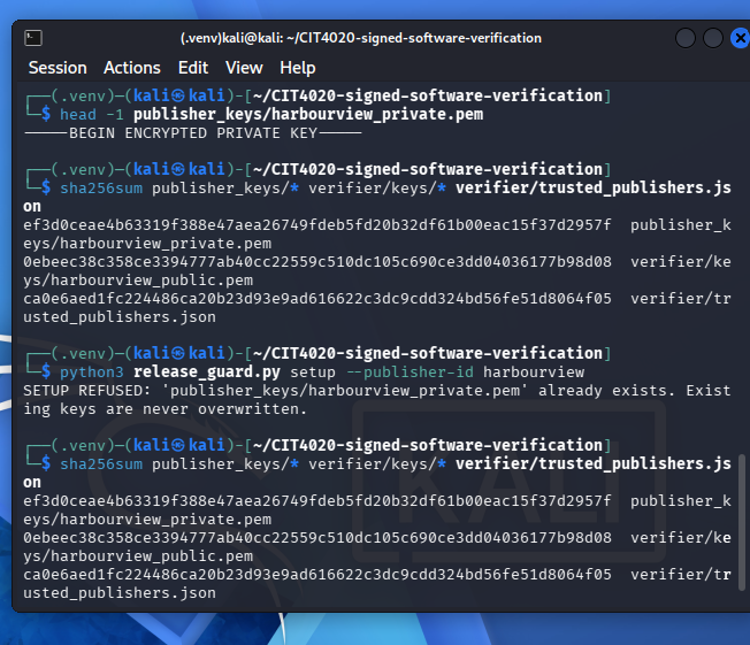 (.venv)kali@kali: ~/CIT4020-signed-software-verification
Session Actions Edit View Help
┌──(.venv)─(kali㉿kali)-[~/CIT4020-signed-software-verification]
└─$ head -1 publisher_keys/harbourview_private.pem
-----BEGIN ENCRYPTED PRIVATE KEY-----
┌──(.venv)─(kali㉿kali)-[~/CIT4020-signed-software-verification]
└─$ sha256sum publisher_keys/* verifier/keys/* verifier/trusted_publishers.js
on
ef3d0ceae4b63319f388e47aea26749fdeb5fd20b32df61b00eac15f37d2957f  publisher_k
eys/harbourview_private.pem
0ebeec38c358ce3394777ab40cc22559c510dc105c690ce3dd04036177b98d08  verifier/ke
ys/harbourview_public.pem
ca0e6aed1fc224486ca20b23d93e9ad616622c3dc9cdd324bd56fe51d8064f05  verifier/tr
usted_publishers.json
┌──(.venv)─(kali㉿kali)-[~/CIT4020-signed-software-verification]
└─$ python3 release_guard.py setup --publisher-id harbourview
SETUP REFUSED: 'publisher_keys/harbourview_private.pem' already exists. Exist
ing keys are never overwritten.
┌──(.venv)─(kali㉿kali)-[~/CIT4020-signed-software-verification]
└─$ sha256sum publisher_keys/* verifier/keys/* verifier/trusted_publishers.js
on
ef3d0ceae4b63319f388e47aea26749fdeb5fd20b32df61b00eac15f37d2957f  publisher_k
eys/harbourview_private.pem
0ebeec38c358ce3394777ab40cc22559c510dc105c690ce3dd04036177b98d08  verifier/ke
ys/harbourview_public.pem
ca0e6aed1fc224486ca20b23d93e9ad616622c3dc9cdd324bd56fe51d8064f05  verifier/tr
usted_publishers.json
KALI